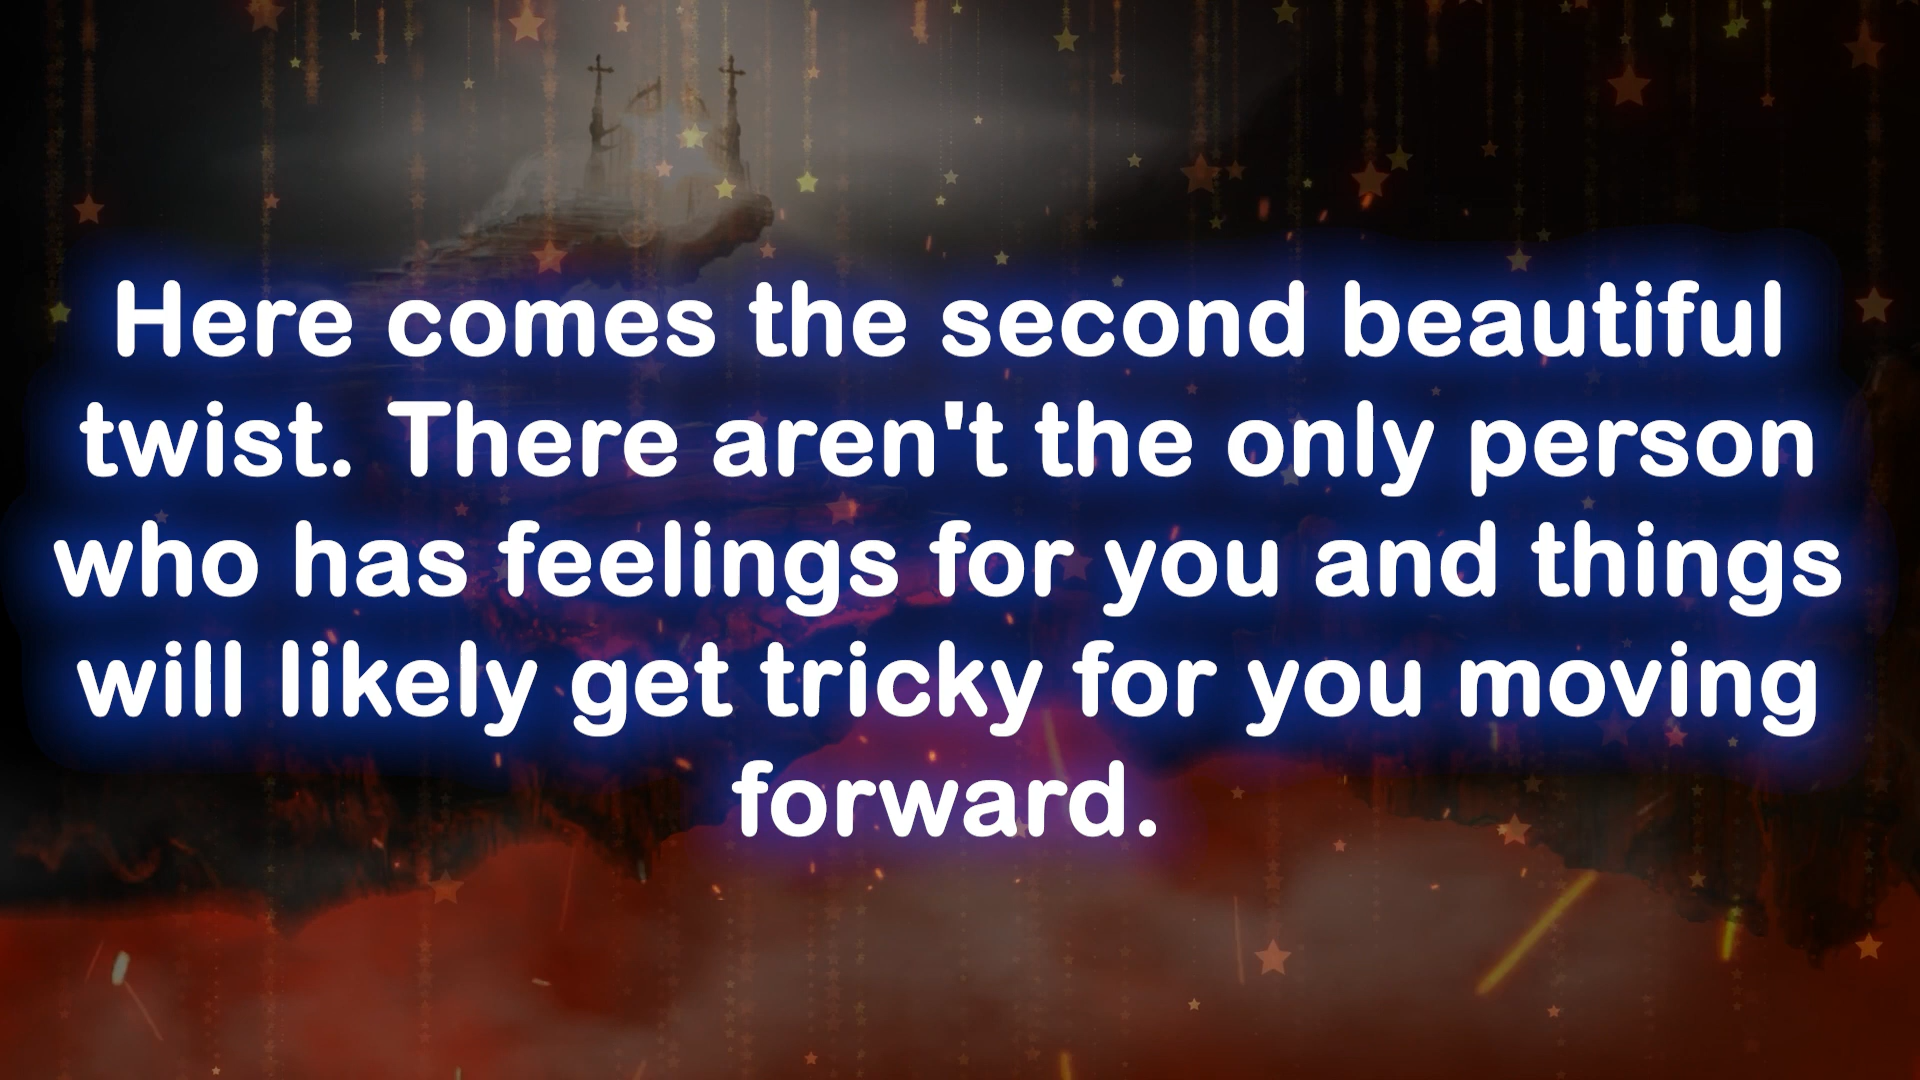 Here comes the second beautiful
twist. There aren't the only person
who has feelings for you and things
will likely get tricky for you moving
forward.